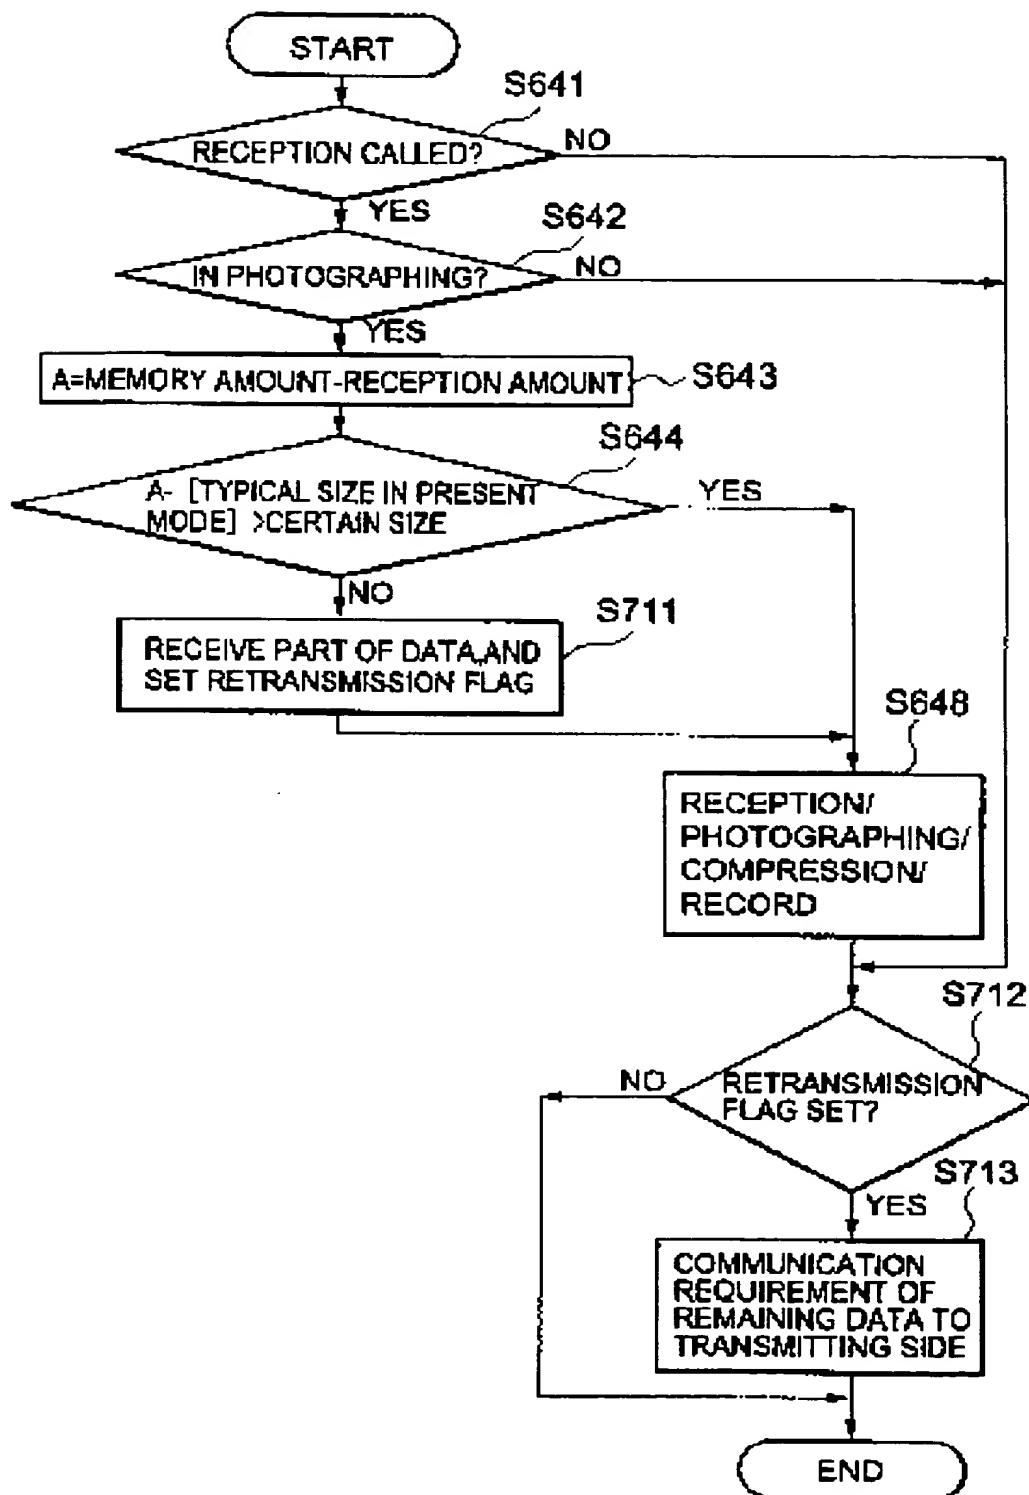 START
S641
RECEPTION CALLED?
NO
YES
S642
IN PHOTOGRAPHING?
NO
YES
A=MEMORY AMOUNT-RECEPTION AMOUNT
S643
S644
A- [TYPICAL SIZE IN PRESENT
MODE] >CERTAIN SIZE
YES
NO
S711
RECEIVE PART OF DATA,AND
SET RETRANSMISSION FLAG
S648
RECEPTION/
PHOTOGRAPHING/
COMPRESSION/
RECORD
S712
NO
RETRANSMISSION
FLAG SET?
S713
YES
COMMUNICATION
REQUIREMENT OF
REMAINING DATA TO
TRANSMITTING SIDE
END